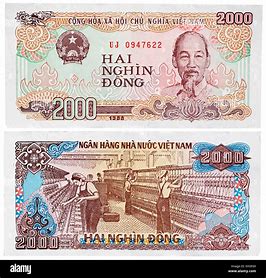 CỘNG HÒA XÃ HỘI CHỦ NGHĨA VIỆT NAM
2000
UJ 0947622
HAI
NGHÌN
ĐỒNG
2000
1988
NGÂN HÀNG NHÀ NƯỚC VIỆT NAM
2000
2000
HAI NGHÌN ĐỒNG
alamy